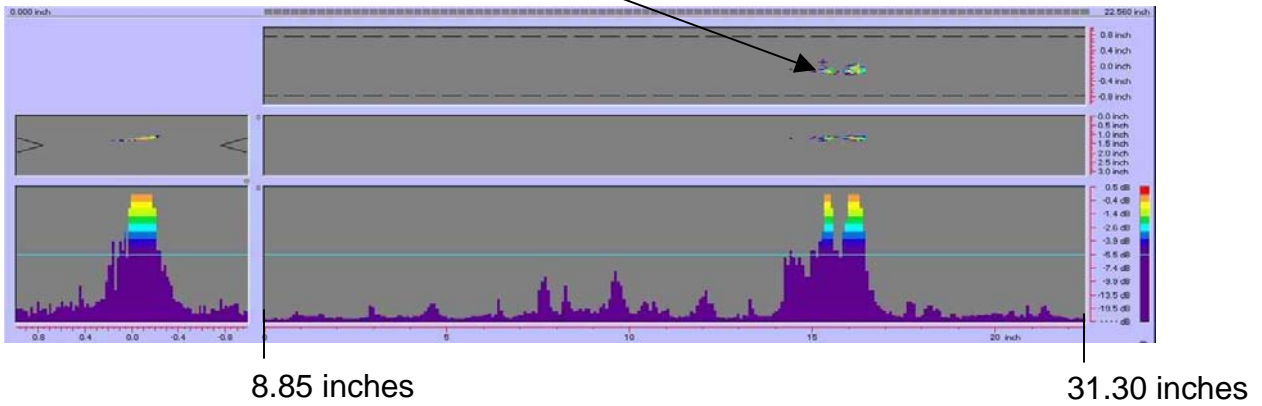 0.000 inch 22.560 inch
0.8 inch
0.4 inch
0.0 inch
-0.4 inch
-0.8 inch
0.0 inch
0.5 inch
1.0 inch
1.5 inch
2.0 inch
2.5 inch
3.0 inch
0.5 dB
-0.4 dB
-1.4 dB
-2.6 dB
-3.9 dB
-5.5 dB
-7.4 dB
-9.9 dB
-13.5 dB
-19.5 dB
---- dB
0.8 0.4 0.0 -0.4 -0.8 0 5 10 15 20 inch
8.85 inches 31.30 inches